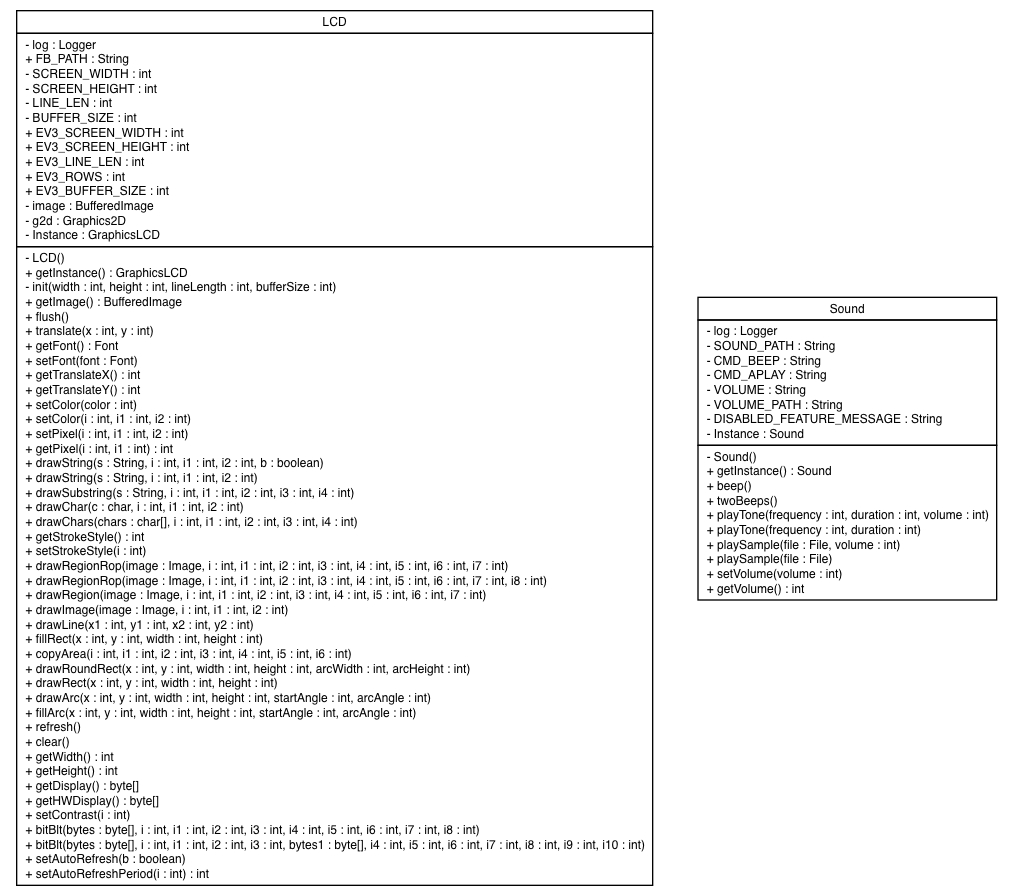 LCD
- log : Logger
+ FB_PATH : String
- SCREEN_WIDTH : int
- SCREEN_HEIGHT : int
- LINE_LEN : int
- BUFFER_SIZE : int
+ EV3_SCREEN_WIDTH : int
+ EV3_SCREEN_HEIGHT : int
+ EV3_LINE_LEN : int
+ EV3_ROWS : int
+ EV3_BUFFER_SIZE : int
- image : BufferedImage
- g2d : Graphics2D
- Instance : GraphicsLCD
- LCD()
+ getInstance() : GraphicsLCD
- init(width : int, height : int, lineLength : int, bufferSize : int)
+ getImage() : BufferedImage
+ flush()
+ translate(x : int, y : int)
+ getFont() : Font
+ setFont(font : Font)
+ getTranslateX() : int
+ getTranslateY() : int
+ setColor(color : int)
+ setColor(i : int, i1 : int, i2 : int)
+ setPixel(i : int, i1 : int, i2 : int)
+ getPixel(i : int, i1 : int) : int
+ drawString(s : String, i : int, i1 : int, i2 : int, b : boolean)
+ drawString(s : String, i : int, i1 : int, i2 : int)
+ drawSubstring(s : String, i : int, i1 : int, i2 : int, i3 : int, i4 : int)
+ drawChar(c : char, i : int, i1 : int, i2 : int)
+ drawChars(chars : char[], i : int, i1 : int, i2 : int, i3 : int, i4 : int)
+ getStrokeStyle() : int
+ setStrokeStyle(i : int)
+ drawRegionRop(image : Image, i : int, i1 : int, i2 : int, i3 : int, i4 : int, i5 : int, i6 : int, i7 : int)
+ drawRegionRop(image : Image, i : int, i1 : int, i2 : int, i3 : int, i4 : int, i5 : int, i6 : int, i7 : int, i8 : int)
+ drawRegion(image : Image, i : int, i1 : int, i2 : int, i3 : int, i4 : int, i5 : int, i6 : int, i7 : int)
+ drawImage(image : Image, i : int, i1 : int, i2 : int)
+ drawLine(x1 : int, y1 : int, x2 : int, y2 : int)
+ fillRect(x : int, y : int, width : int, height : int)
+ copyArea(i : int, i1 : int, i2 : int, i3 : int, i4 : int, i5 : int, i6 : int)
+ drawRoundRect(x : int, y : int, width : int, height : int, arcWidth : int, arcHeight : int)
+ drawRect(x : int, y : int, width : int, height : int)
+ drawArc(x : int, y : int, width : int, height : int, startAngle : int, arcAngle : int)
+ fillArc(x : int, y : int, width : int, height : int, startAngle : int, arcAngle : int)
+ refresh()
+ clear()
+ getWidth() : int
+ getHeight() : int
+ getDisplay() : byte[]
+ getHWDisplay() : byte[]
+ setContrast(i : int)
+ bitBlt(bytes : byte[], i : int, i1 : int, i2 : int, i3 : int, i4 : int, i5 : int, i6 : int, i7 : int, i8 : int)
+ bitBlt(bytes : byte[], i : int, i1 : int, i2 : int, i3 : int, bytes1 : byte[], i4 : int, i5 : int, i6 : int, i7 : int, i8 : int, i9 : int, i10 : int)
+ setAutoRefresh(b : boolean)
+ setAutoRefreshPeriod(i : int) : int
Sound
- log : Logger
- SOUND_PATH : String
- CMD_BEEP : String
- CMD_APLAY : String
- VOLUME : String
- VOLUME_PATH : String
- DISABLED_FEATURE_MESSAGE : String
- Instance : Sound
- Sound()
+ getInstance() : Sound
+ beep()
+ twoBeeps()
+ playTone(frequency : int, duration : int, volume : int)
+ playTone(frequency : int, duration : int)
+ playSample(file : File, volume : int)
+ playSample(file : File)
+ setVolume(volume : int)
+ getVolume() : int